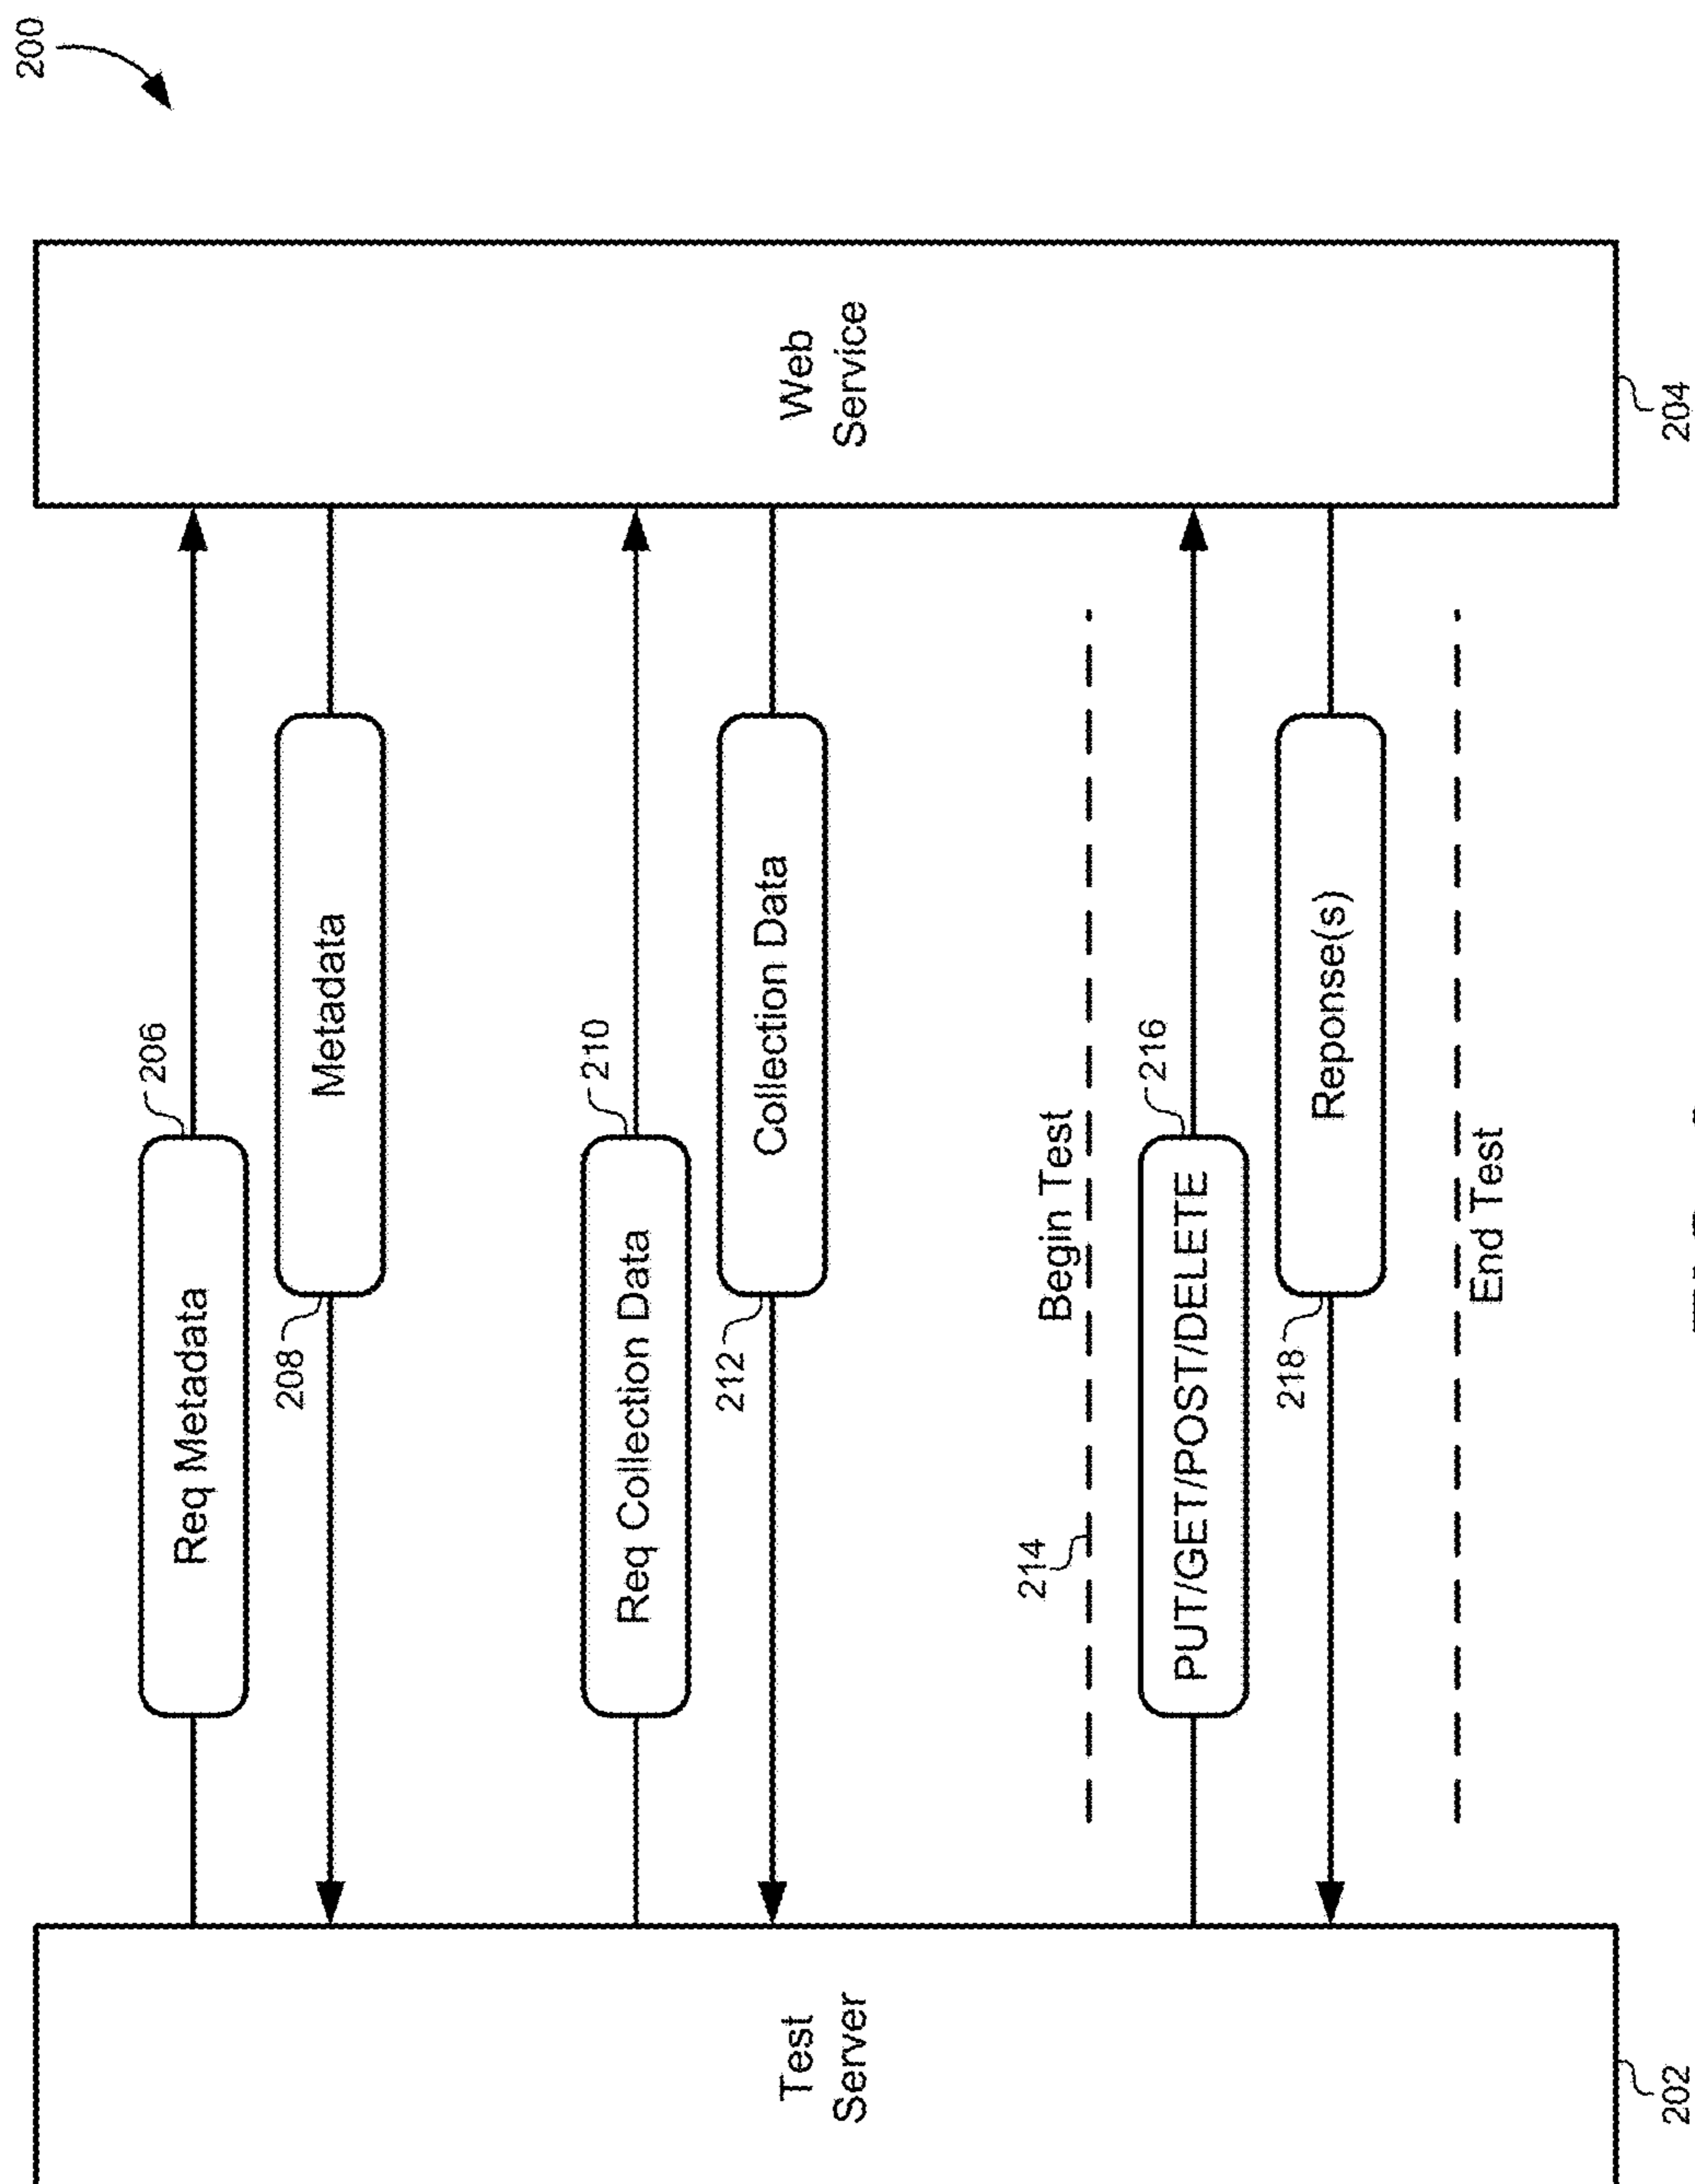 200
Test
Server
202
Web
Service
204
Req Metadata
206
Metadata
208
Req Collection Data
210
Collection Data
212
Begin Test
214
PUT/GET/POST/DELETE
216
Reponse(s)
218
End Test